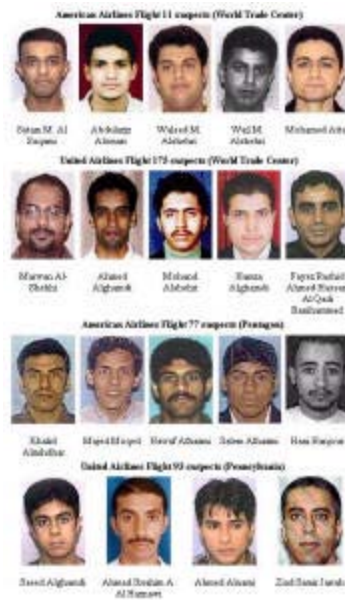 American Airlines Flight 11 suspects (World Trade Center)
Satam M. Al Abdulaziz Waleed M. Wail M. Mohamed Atta
Suqami Alomari Alshehri Alshehri
United Airlines Flight 175 suspects (World Trade Center)
Marwan Al- Ahmed Mohand Hamza Fayez Rashid
Shehhi Alghamdi Alshehri Alghamdi Ahmed Hassan
Al Qadi
Banihammad
American Airlines Flight 77 suspects (Pentagon)
Khalid Majed Moqed Nawaf Alhazmi Salem Alhazmi Hani Hanjour
Almihdhar
United Airlines Flight 93 suspects (Pennsylvania)
Saeed Alghamdi Ahmed Ibrahim A. Ahmed Alnami Ziad Samir Jarrah
Al Haznawi